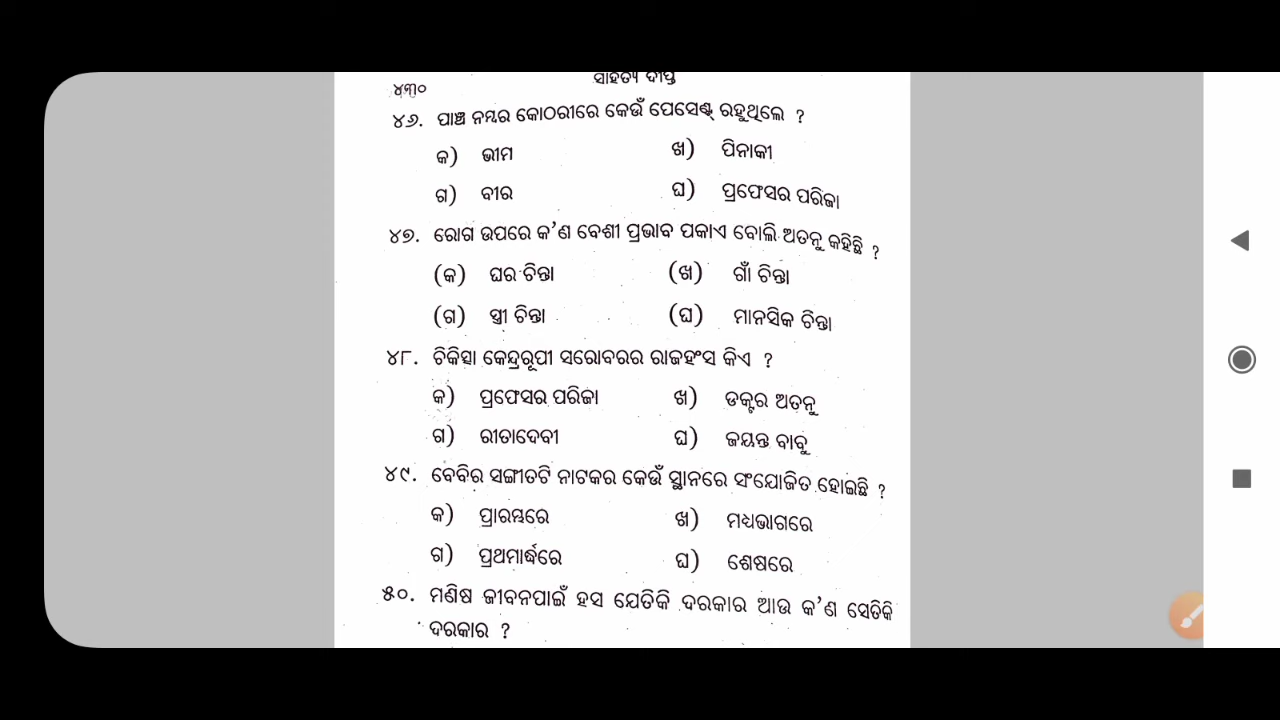 ସାହିତ୍ୟ ଦୀପ୍ତି
୪୩୦
୪୬. ପାଞ୍ଚ ନମ୍ବର କୋଠରୀରେ କେଉଁ ପେସେଣ୍ଟ୍ ରହୁଥିଲେ ?
କ) ଭୀମ ଖ) ପିନାକୀ
ଗ) ବୀର ଘ) ପ୍ରଫେସର ପରିଜା
୪୭. ରୋଗ ଉପରେ କ'ଣ ବେଶୀ ପ୍ରଭାବ ପକାଏ ବୋଲି ଅତନୁ କହିଛି ?
(କ) ଘର ଚିନ୍ତା (ଖ) ଗାଁ ଚିନ୍ତା
(ଗ) ସ୍ତ୍ରୀ ଚିନ୍ତା (ଘ) ମାନସିକ ଚିନ୍ତା
୪୮. ଚିକିତ୍ସା କେନ୍ଦ୍ରରୂପୀ ସରୋବରର ରାଜହଂସ କିଏ ?
କ) ପ୍ରଫେସର ପରିଜା ଖ) ଡକ୍ଟର ଅତନୁ
ଗ) ରୀତାଦେବୀ ଘ) ଜୟନ୍ତ ବାବୁ
୪୯. ବେବିର ସଙ୍ଗୀତଟି ନାଟକର କେଉଁ ସ୍ଥାନରେ ସଂଯୋଜିତ ହୋଇଛି ?
କ) ପ୍ରାରମ୍ଭରେ ଖ) ମଧ୍ୟଭାଗରେ
ଗ) ପ୍ରଥମାର୍ଦ୍ଧରେ ଘ) ଶେଷରେ
୫୦. ମଣିଷ ଜୀବନପାଇଁ ହସ ଯେତିକି ଦରକାର ଆଉ କ'ଣ ସେତିକି
ଦରକାର ?